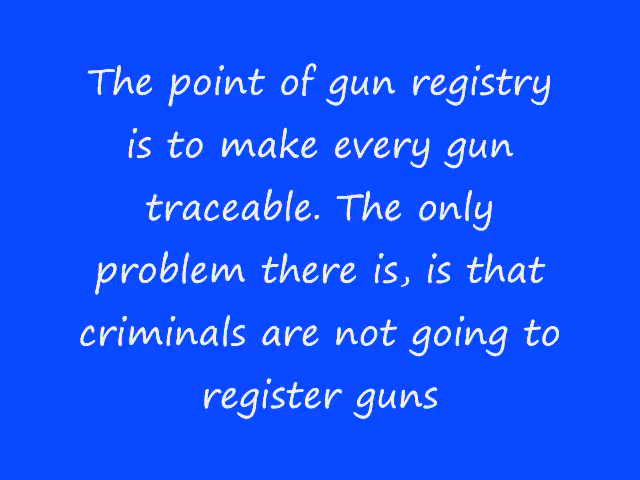 The point of gun registry
is to make every gun
traceable. The only
problem there is, is that
criminals are not going to
register guns